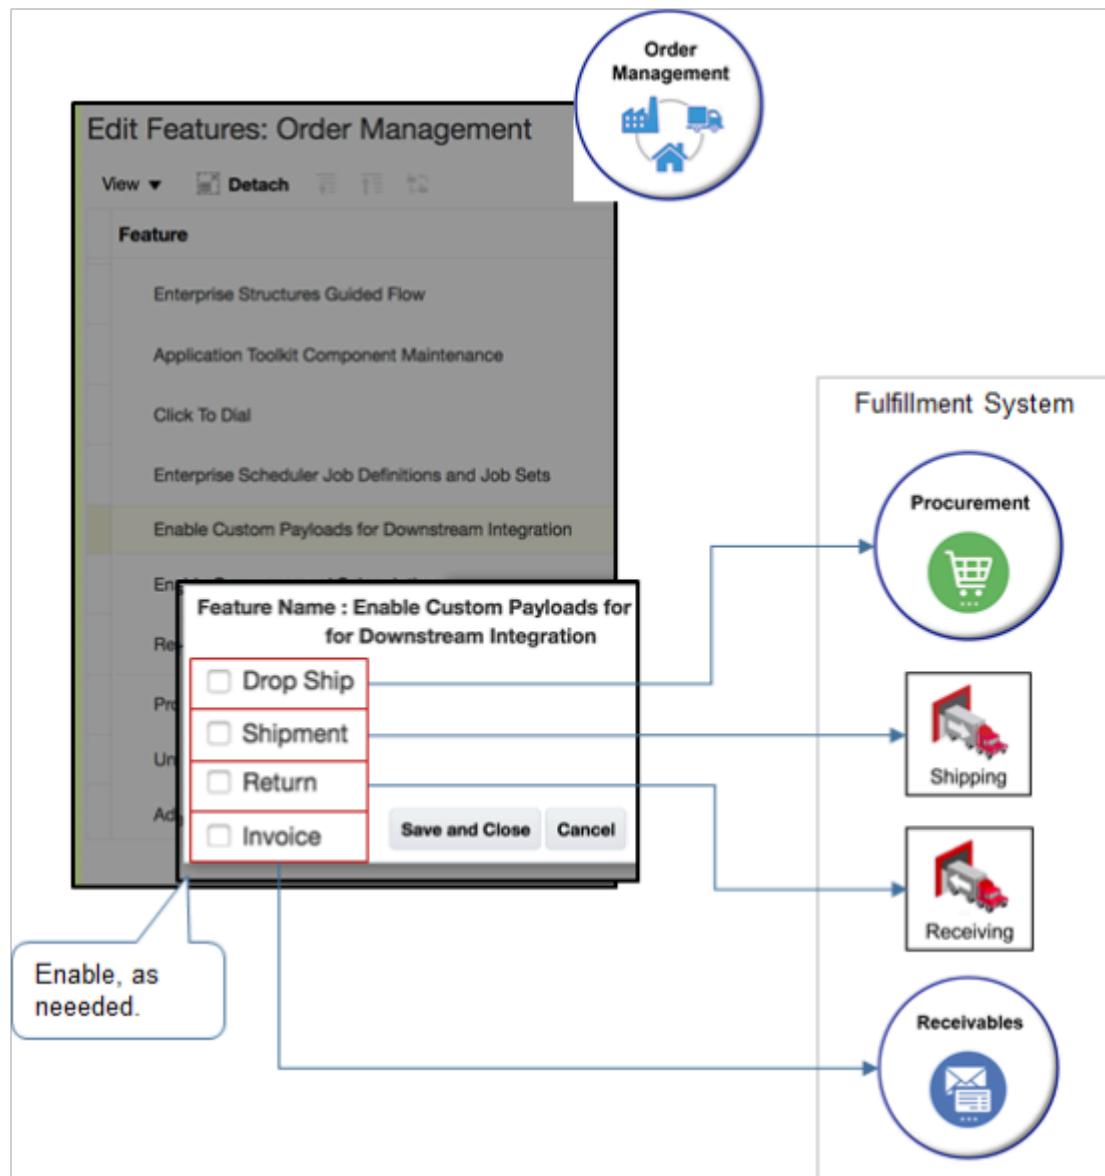 Order
Management
Edit Features: Order Management
View ▼ Detach
Feature
Enterprise Structures Guided Flow
Application Toolkit Component Maintenance
Click To Dial
Enterprise Scheduler Job Definitions and Job Sets
Enable Custom Payloads for Downstream Integration
Feature Name : Enable Custom Payloads for
for Downstream Integration
Drop Ship
Shipment
Return
Invoice
Save and Close Cancel
Enable, as
neeeded.
Fulfillment System
Procurement
Shipping
Receiving
Receivables